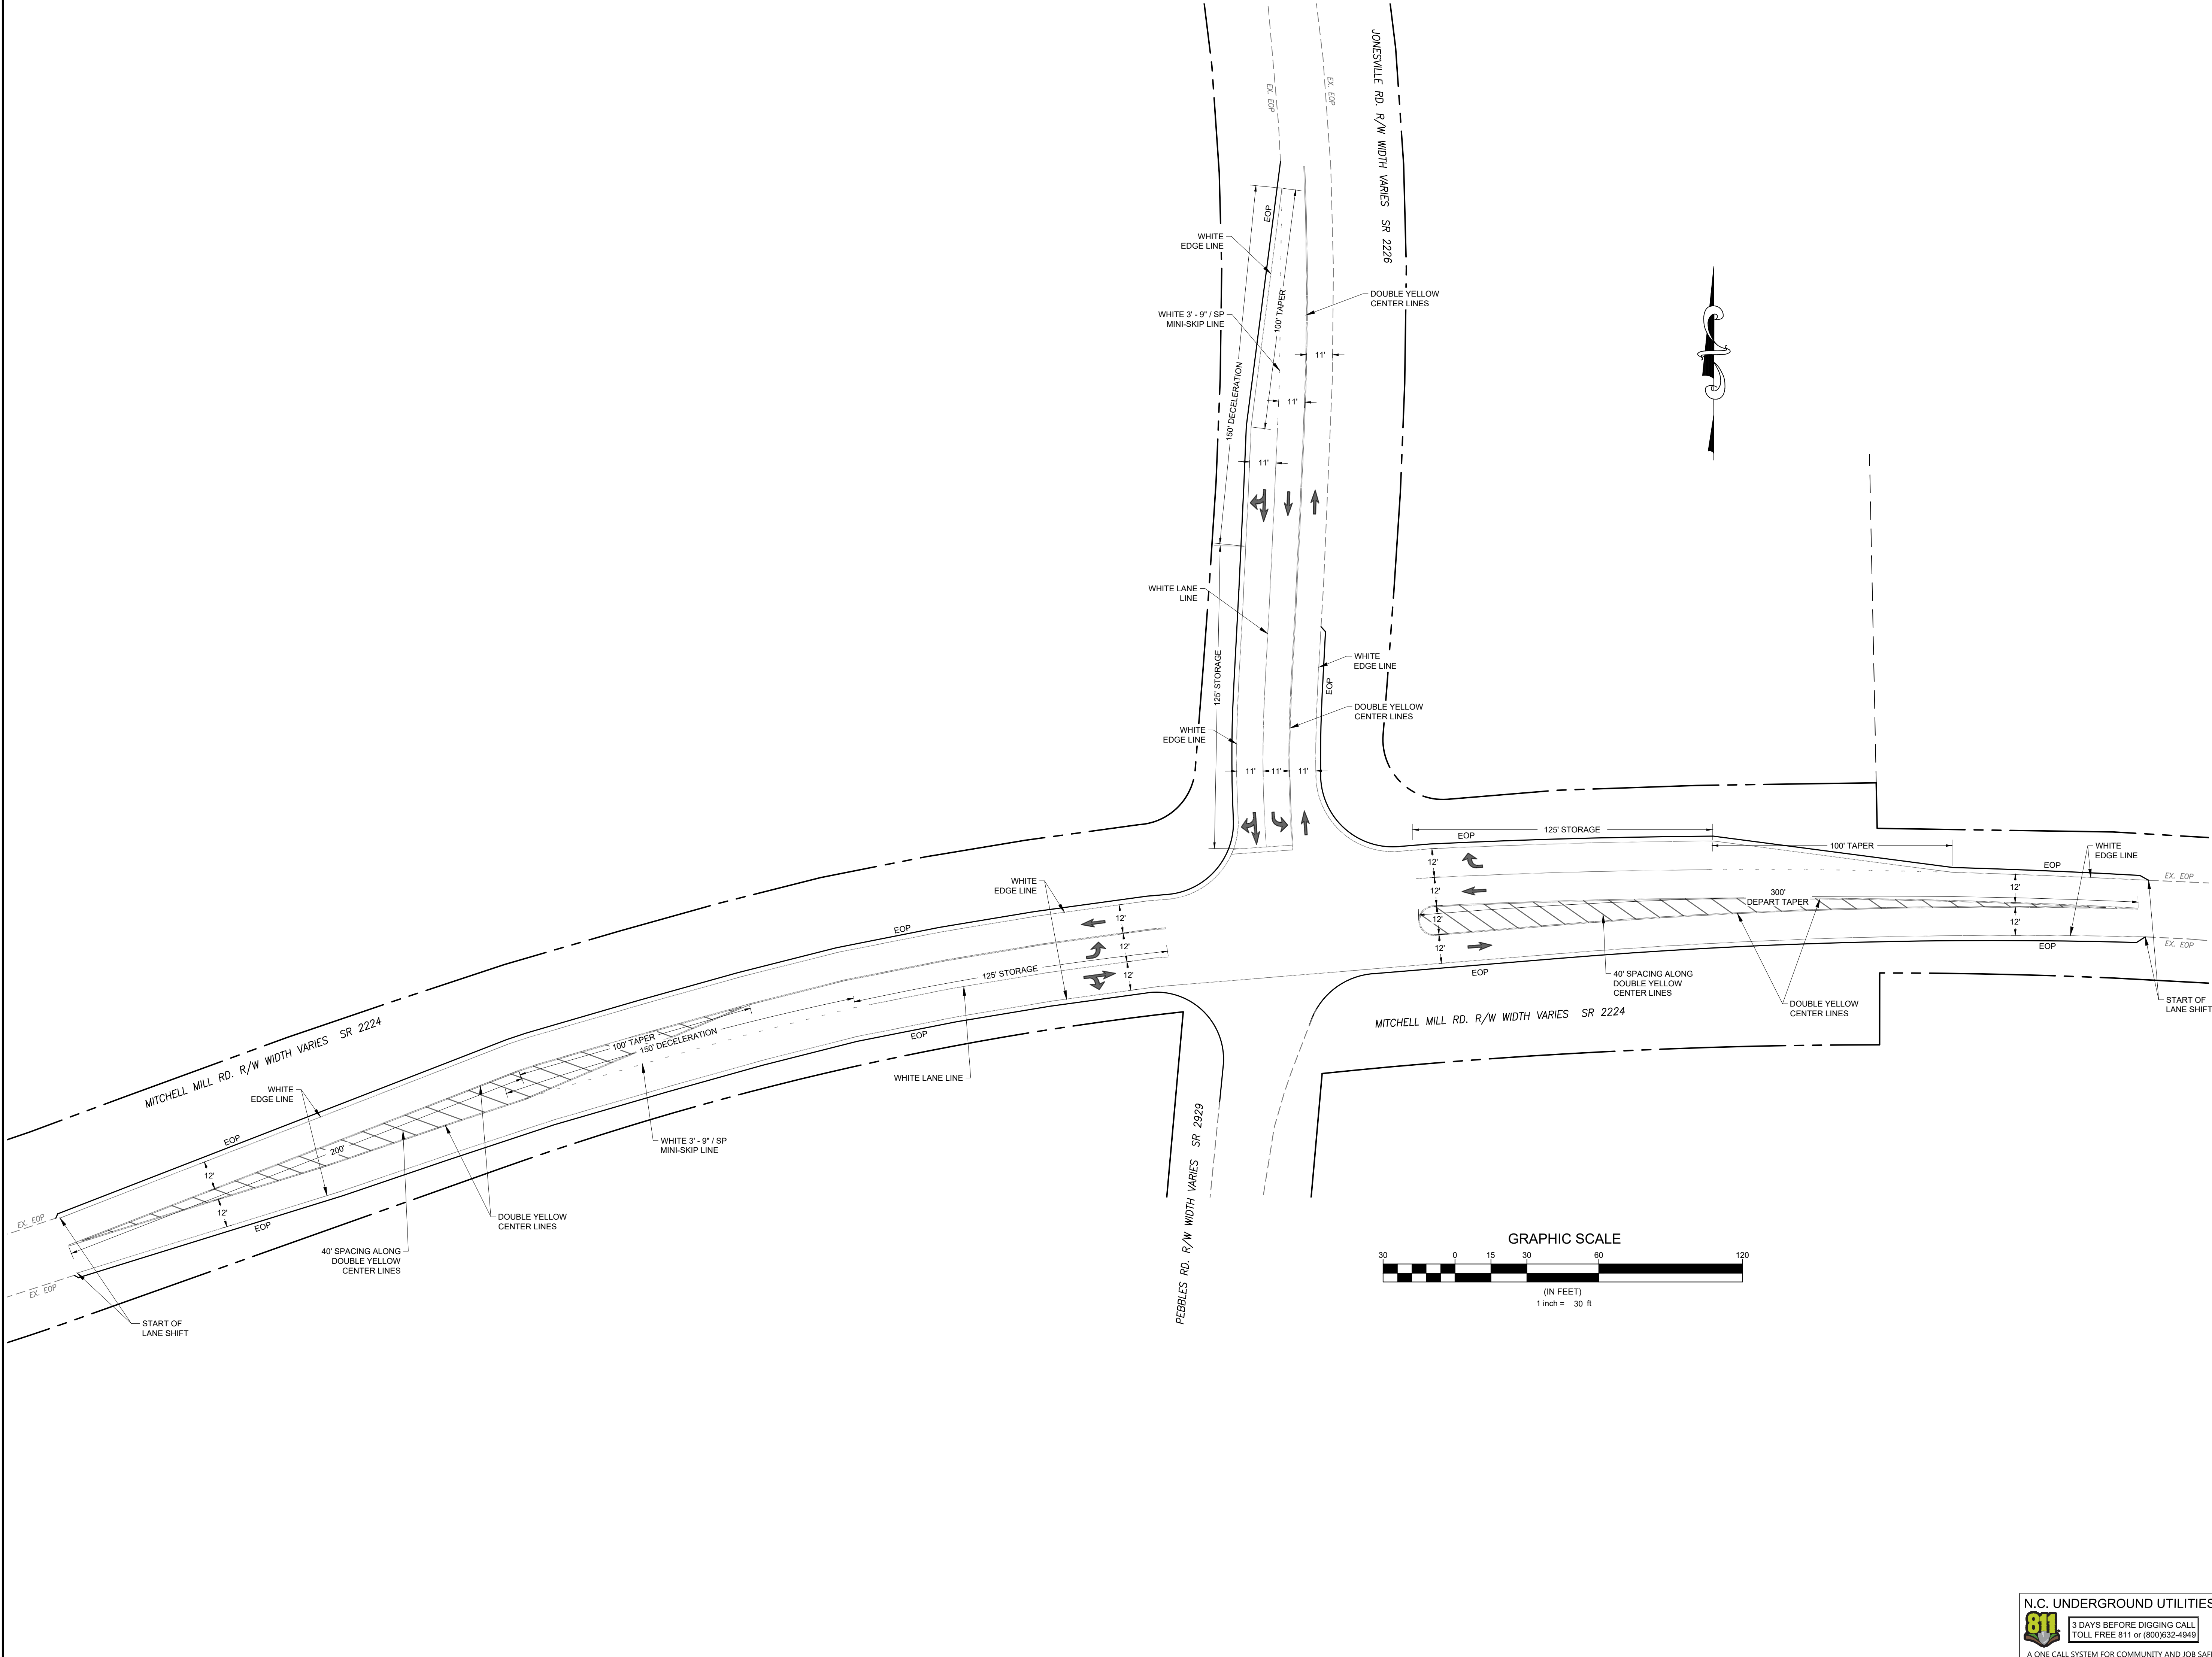 JONESVILLE RD. R/W WIDTH VARIES SR 2226
EX. EOP
EX. EOP
EOP
WHITE
EDGE LINE
100' TAPER
DOUBLE YELLOW
CENTER LINES
WHITE 3' - 9" / SP
MINI-SKIP LINE
11'
150' DECELERATION
11'
11'
WHITE LANE
LINE
125' STORAGE
WHITE
EDGE LINE
EOP
DOUBLE YELLOW
CENTER LINES
WHITE
EDGE LINE
11'
11'
11'
125' STORAGE
EOP
100' TAPER
WHITE
EDGE LINE
EOP
EX. EOP
12'
12'
12'
12'
300'
DEPART TAPER
12'
12'
EOP
EX. EOP
EOP
40' SPACING ALONG
DOUBLE YELLOW
CENTER LINES
DOUBLE YELLOW
CENTER LINES
START OF
LANE SHIFT
MITCHELL MILL RD. R/W WIDTH VARIES SR 2224
WHITE
EDGE LINE
EOP
12'
12'
12'
125' STORAGE
100' TAPER
150' DECELERATION
EOP
WHITE LANE LINE
MITCHELL MILL RD. R/W WIDTH VARIES SR 2224
WHITE
EDGE LINE
EOP
200'
WHITE 3' - 9" / SP
MINI-SKIP LINE
12'
12'
EX. EOP
EOP
DOUBLE YELLOW
CENTER LINES
40' SPACING ALONG
DOUBLE YELLOW
CENTER LINES
EX. EOP
START OF
LANE SHIFT
PEBBLES RD. R/W WIDTH VARIES SR 2929
GRAPHIC SCALE
30 0 15 30 60 120
(IN FEET)
1 inch = 30 ft
N.C. UNDERGROUND UTILITIES
811
3 DAYS BEFORE DIGGING CALL
TOLL FREE 811 or (800)632-4949
A ONE CALL SYSTEM FOR COMMUNITY AND JOB